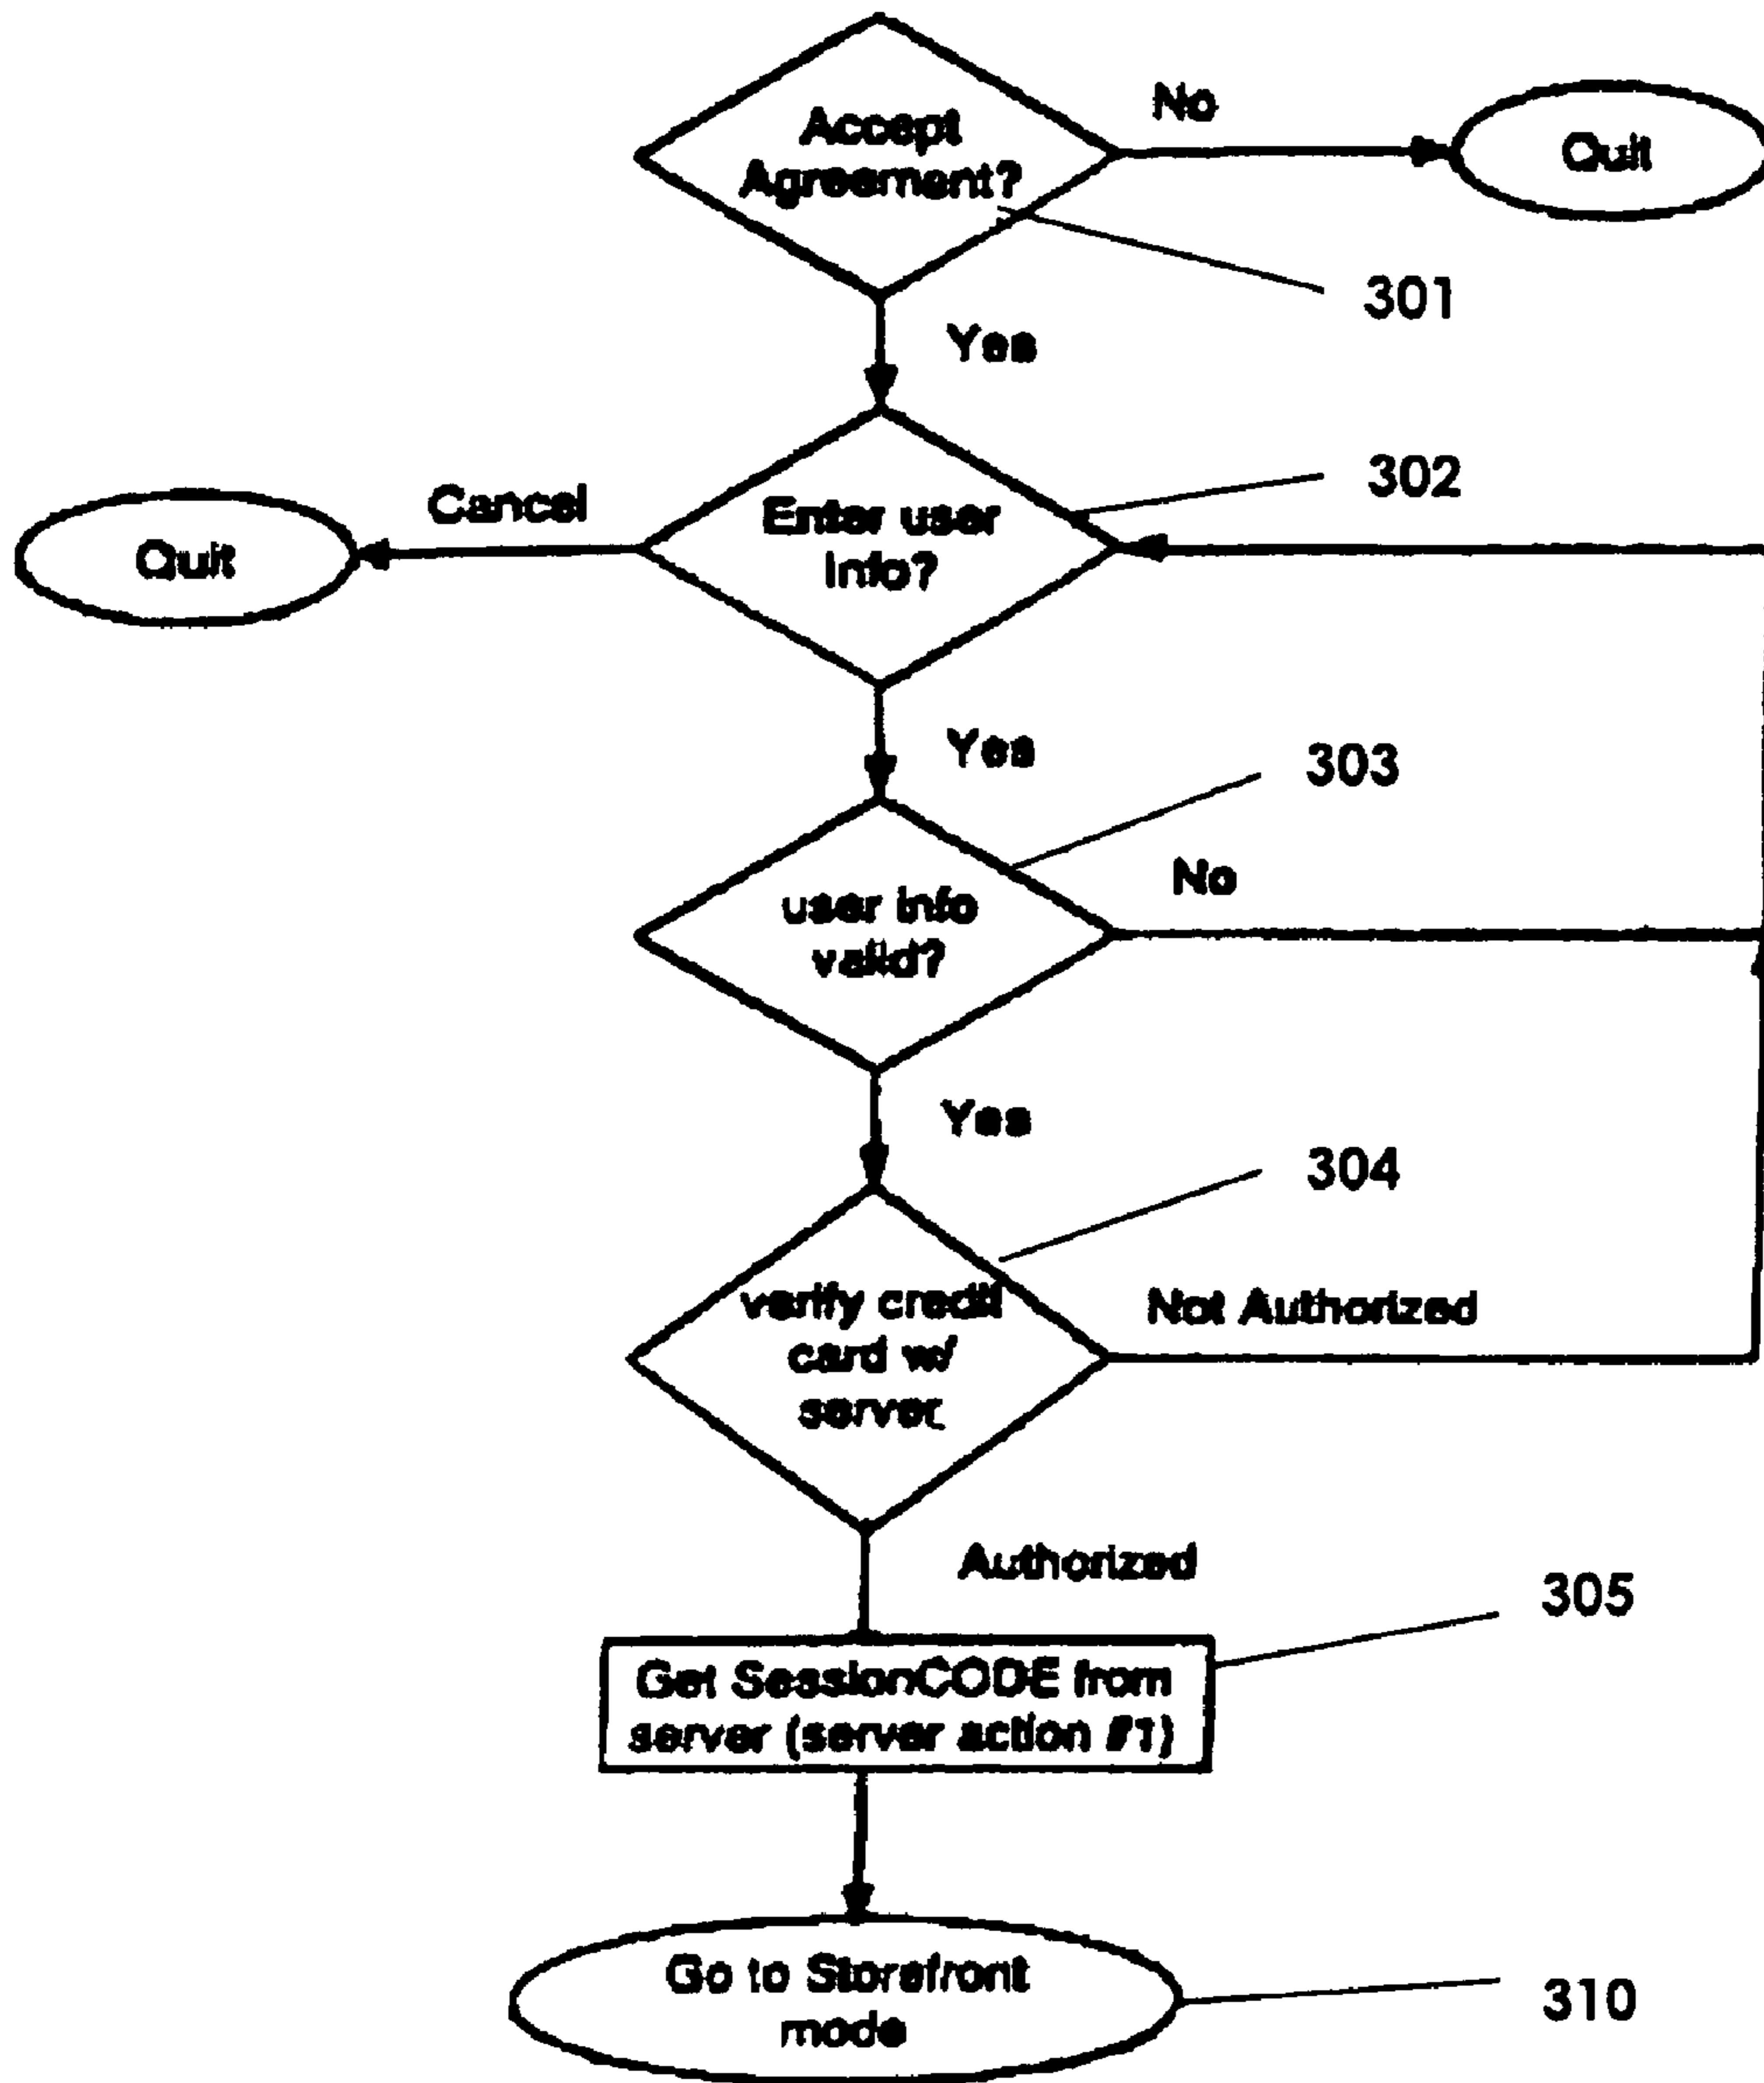 Accept
Agreement?
No
Quit
301
Yes
302
Cancel
Quit
Enter user
info?
Yes
303
No
user info
valid?
Yes
304
verify credit
card w/
server
Not Authorized
Authorized
305
Get SessionCODE from
server (server action #1)
Go to Storefront
mode
310